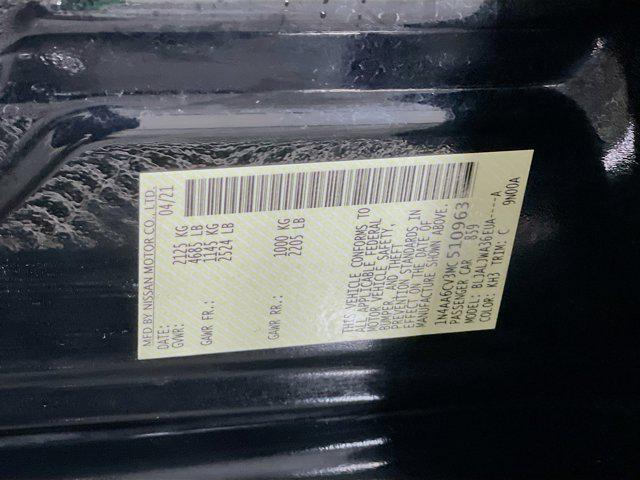 MFD BY NISSAN MOTOR CO., LTD.
DATE: 04/21
GVWR: 2125 KG
4685 LB
GAWR FR.: 1145 KG
2524 LB
GAWR RR.: 1000 KG
2205 LB
THIS VEHICLE CONFORMS TO
ALL APPLICABLE FEDERAL
MOTOR VEHICLE SAFETY,
BUMPER, AND THEFT
PREVENTION STANDARDS IN
EFFECT ON THE DATE OF
MANUFACTURE SHOWN ABOVE.
1N4AA6CV3MC510963
PASSENGER CAR 859
MODEL: BLJALJWA36EUA----A
COLOR: KH3 TRIM: C 9N00A